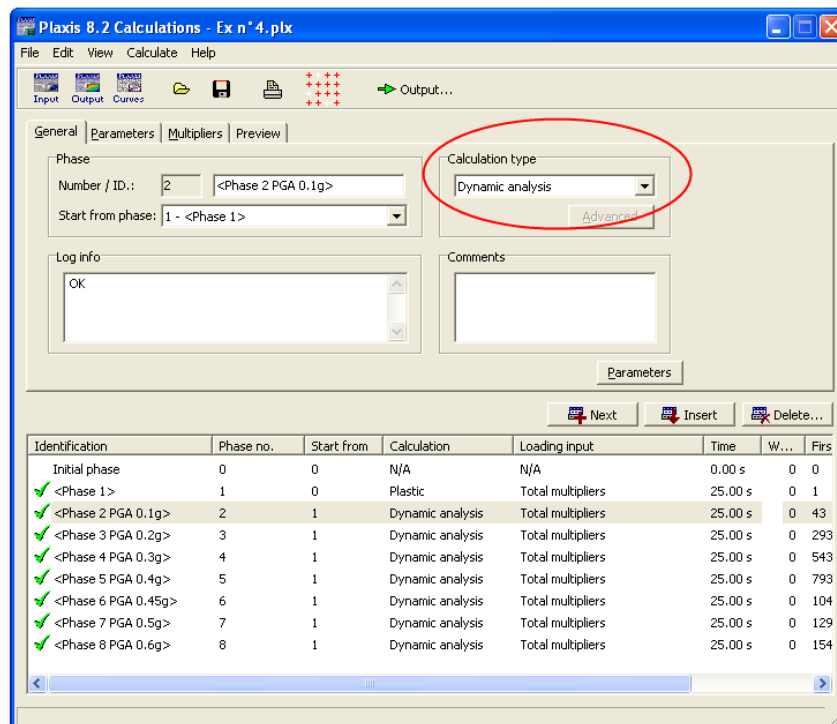 Plaxis 8.2 Calculations - Ex n°4.plx
File Edit View Calculate Help
Input Output Curves Output...
General Parameters Multipliers Preview
Phase
Number / ID.: 2 <Phase 2 PGA 0.1g>
Start from phase: 1 - <Phase 1>
Calculation type
Dynamic analysis
Advanced
Log info
OK
Comments
Parameters
Next Insert Delete...
Identification Phase no. Start from Calculation Loading input Time W... Firs
Initial phase 0 0 N/A N/A 0.00 s 0 0
<Phase 1> 1 0 Plastic Total multipliers 25.00 s 0 1
<Phase 2 PGA 0.1g> 2 1 Dynamic analysis Total multipliers 25.00 s 0 43
<Phase 3 PGA 0.2g> 3 1 Dynamic analysis Total multipliers 25.00 s 0 293
<Phase 4 PGA 0.3g> 4 1 Dynamic analysis Total multipliers 25.00 s 0 543
<Phase 5 PGA 0.4g> 5 1 Dynamic analysis Total multipliers 25.00 s 0 793
<Phase 6 PGA 0.45g> 6 1 Dynamic analysis Total multipliers 25.00 s 0 104
<Phase 7 PGA 0.5g> 7 1 Dynamic analysis Total multipliers 25.00 s 0 129
<Phase 8 PGA 0.6g> 8 1 Dynamic analysis Total multipliers 25.00 s 0 154